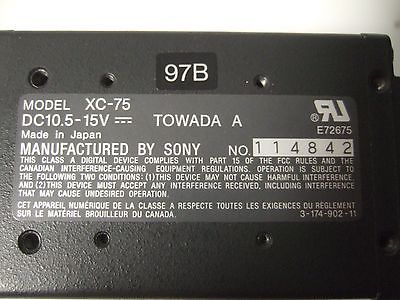 97B
MODEL XC-75
DC10.5-15V ⎓ TOWADA A
Made in Japan
E72675
MANUFACTURED BY SONY NO. 114842
THIS CLASS A DIGITAL DEVICE COMPLIES WITH PART 15 OF THE FCC RULES AND THE
CANADIAN INTERFERENCE-CAUSING EQUIPMENT REGULATIONS. OPERATION IS SUBJECT TO
THE FOLLOWING TWO CONDITIONS: (1)THIS DEVICE MAY NOT CAUSE HARMFUL INTERFERENCE.
AND (2)THIS DEVICE MUST ACCEPT ANY INTERFERENCE RECEIVED, INCLUDING
INTERFERENCE THAT MAY CAUSE UNDESIRED OPERATION.
CET APPAREIL NUMÉRIQUE DE LA CLASSE A RESPECTE TOUTES LES EXIGENCES DU RÈGLEMENT
SUR LE MATÉRIEL BROUILLEUR DU CANADA. 3-174-902-11